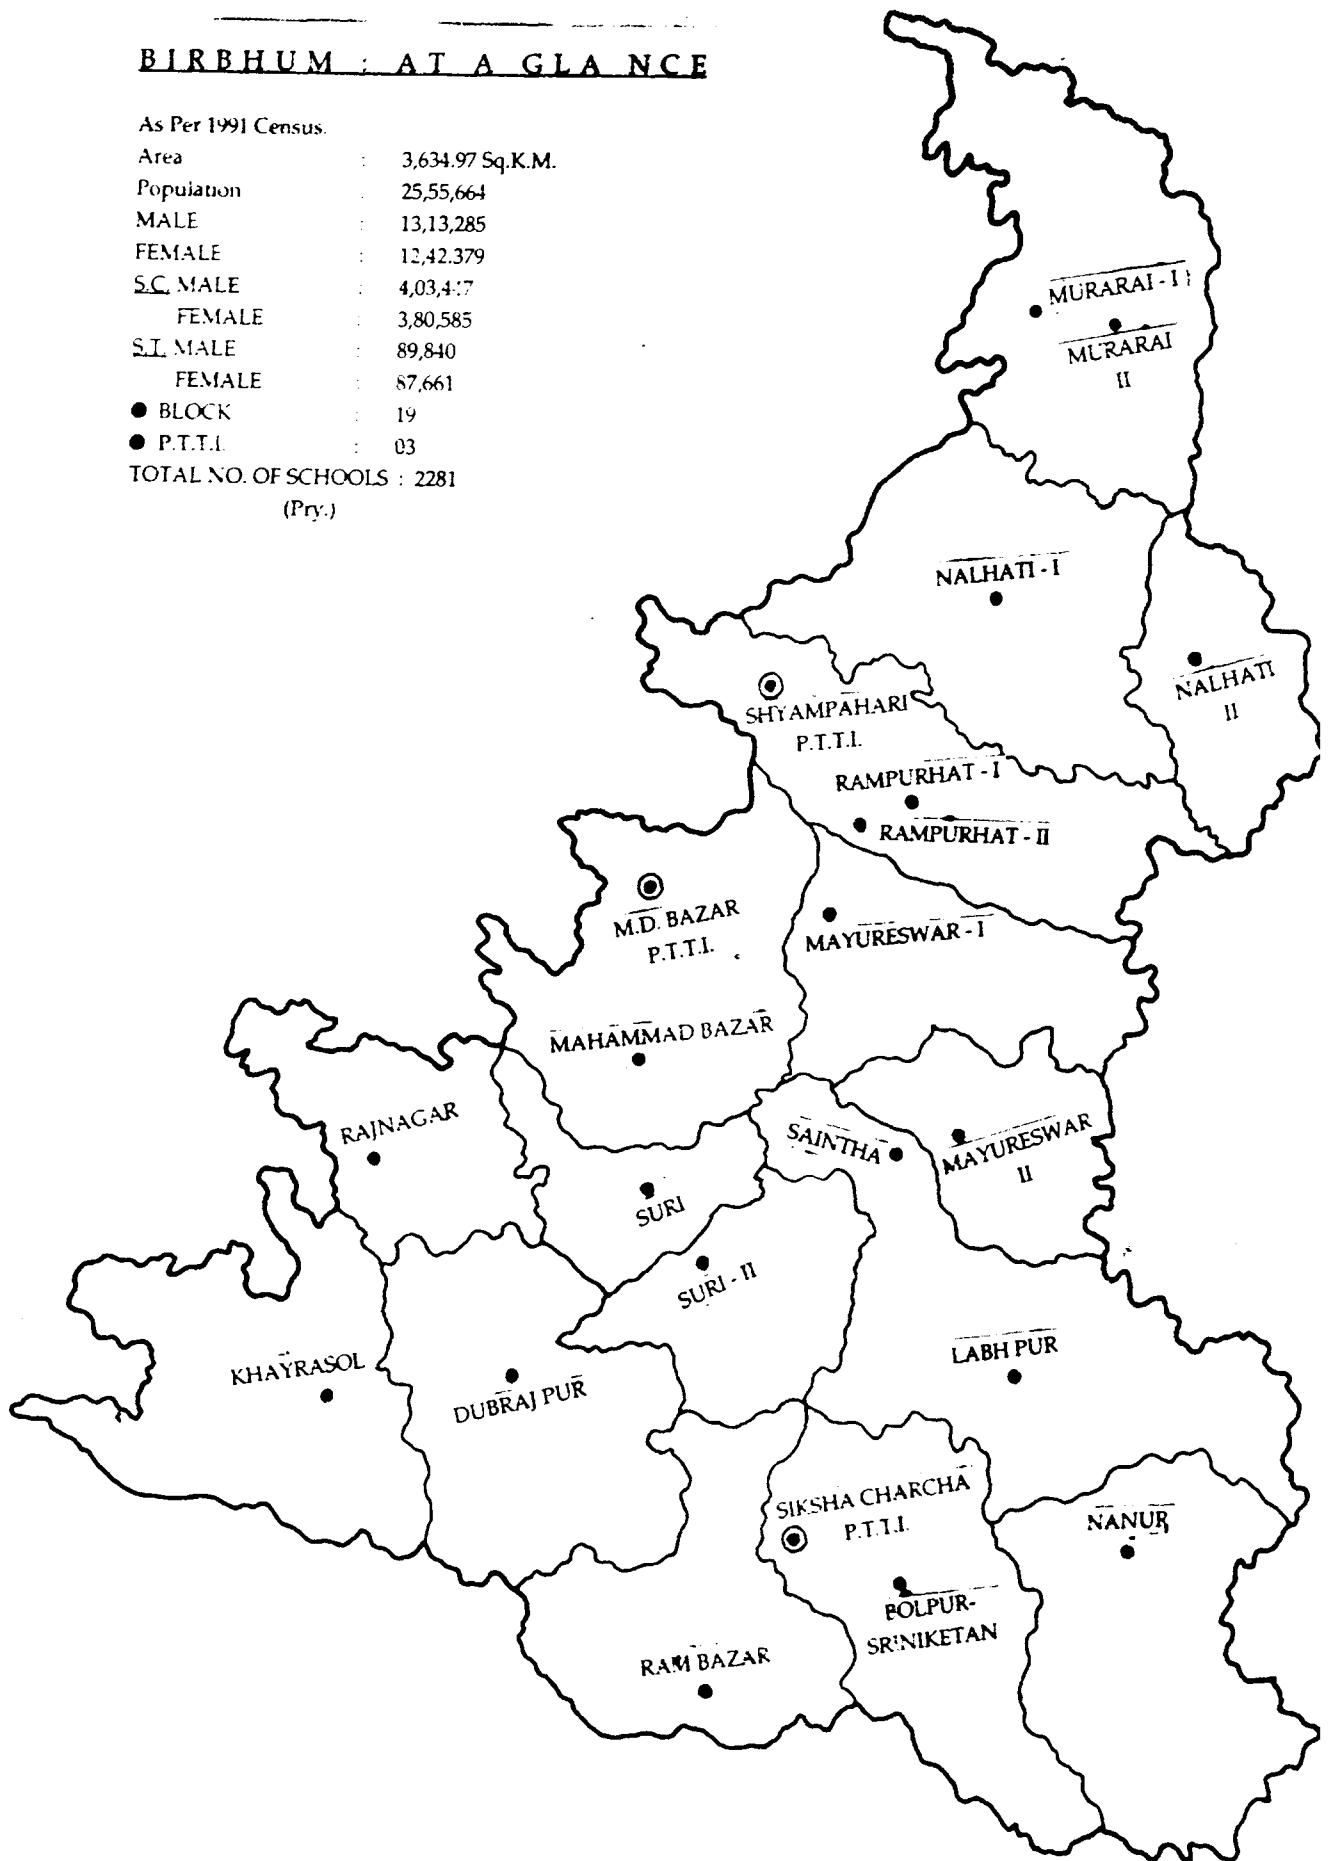 BIRBHUM : AT A GLANCE
As Per 1991 Census.
Area : 3,634.97 Sq.K.M.
Population : 25,55,664
MALE : 13,13,285
FEMALE : 12,42.379
S.C. MALE :
FEMALE : 3,80,585
S.T. MALE : 89,840
FEMALE : 87,661
● BLOCK : 19
● P.T.T.I. : 03
TOTAL NO. OF SCHOOLS : 2281
(Pry.)
MURARAI - I
MURARAI
II
NALHATI - I
NALHATI
II
SHYAMPAHARI
P.T.T.I.
RAMPURHAT - I
RAMPURHAT - II
M.D. BAZAR
P.T.T.I.
MAYURESWAR - I
MAHAMMAD BAZAR
RAJNAGAR
SAINTHA
MAYURESWAR
II
SURI
SURI - II
KHAYRASOL
DUBRAJ PUR
LABH PUR
SIKSHA CHARCHA
P.T.T.I.
NANUR
BOLPUR-
SRINIKETAN
RAM BAZAR